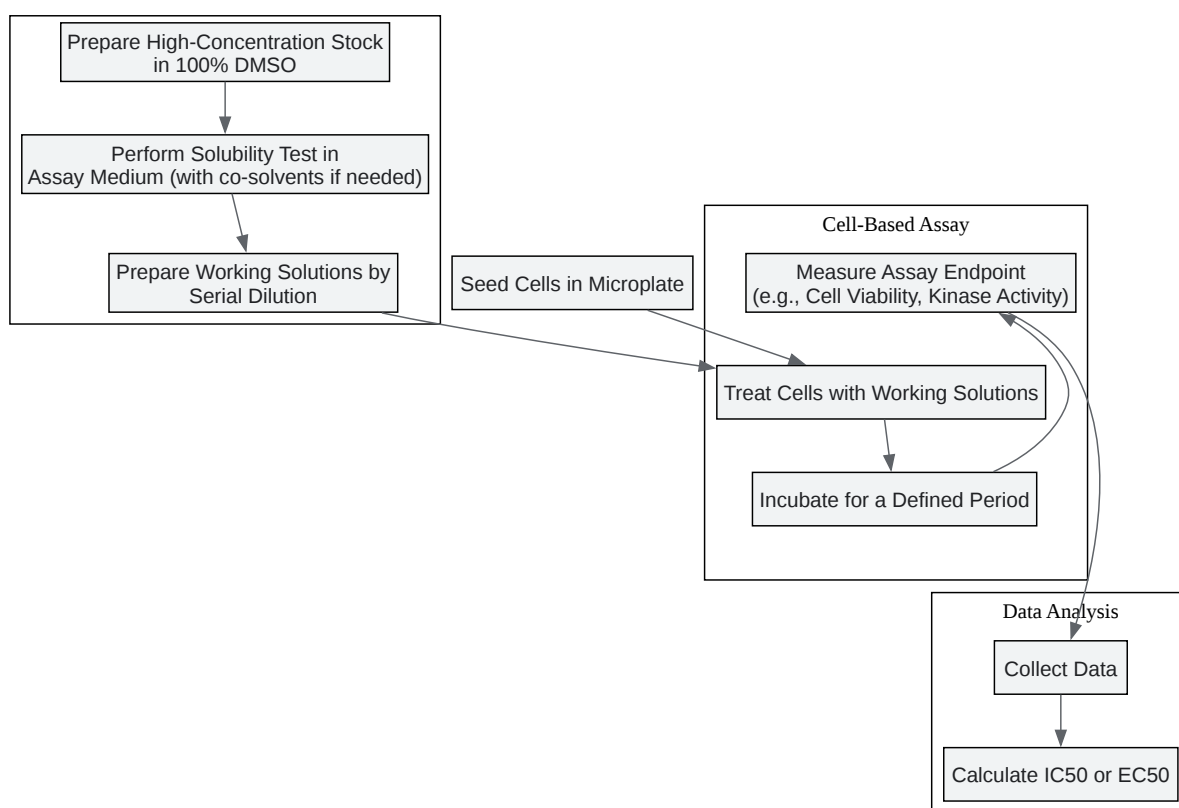 Prepare High-Concentration Stock
in 100% DMSO
Perform Solubility Test in
Assay Medium (with co-solvents if needed)
Prepare Working Solutions by
Serial Dilution
Seed Cells in Microplate
Cell-Based Assay
Measure Assay Endpoint
(e.g., Cell Viability, Kinase Activity)
Treat Cells with Working Solutions
Incubate for a Defined Period
Data Analysis
Collect Data
Calculate IC50 or EC50